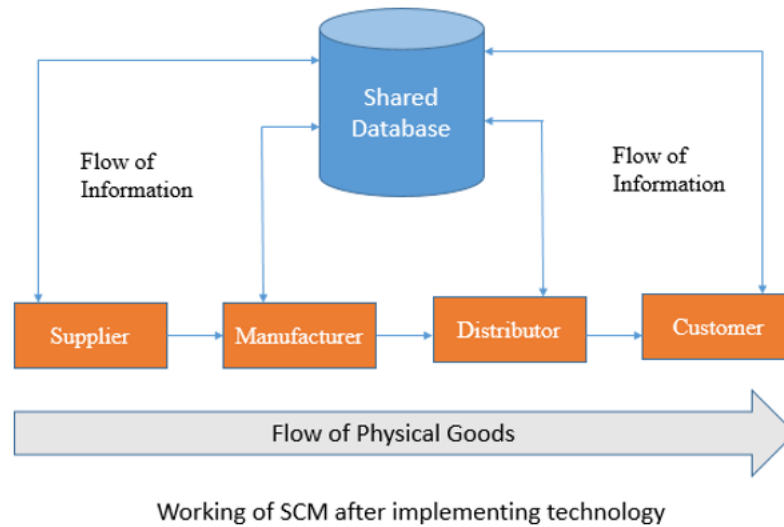 Shared
Database
Flow of
Information
Flow of
Information
Supplier
Manufacturer
Distributor
Customer
Flow of Physical Goods
Working of SCM after implementing technology